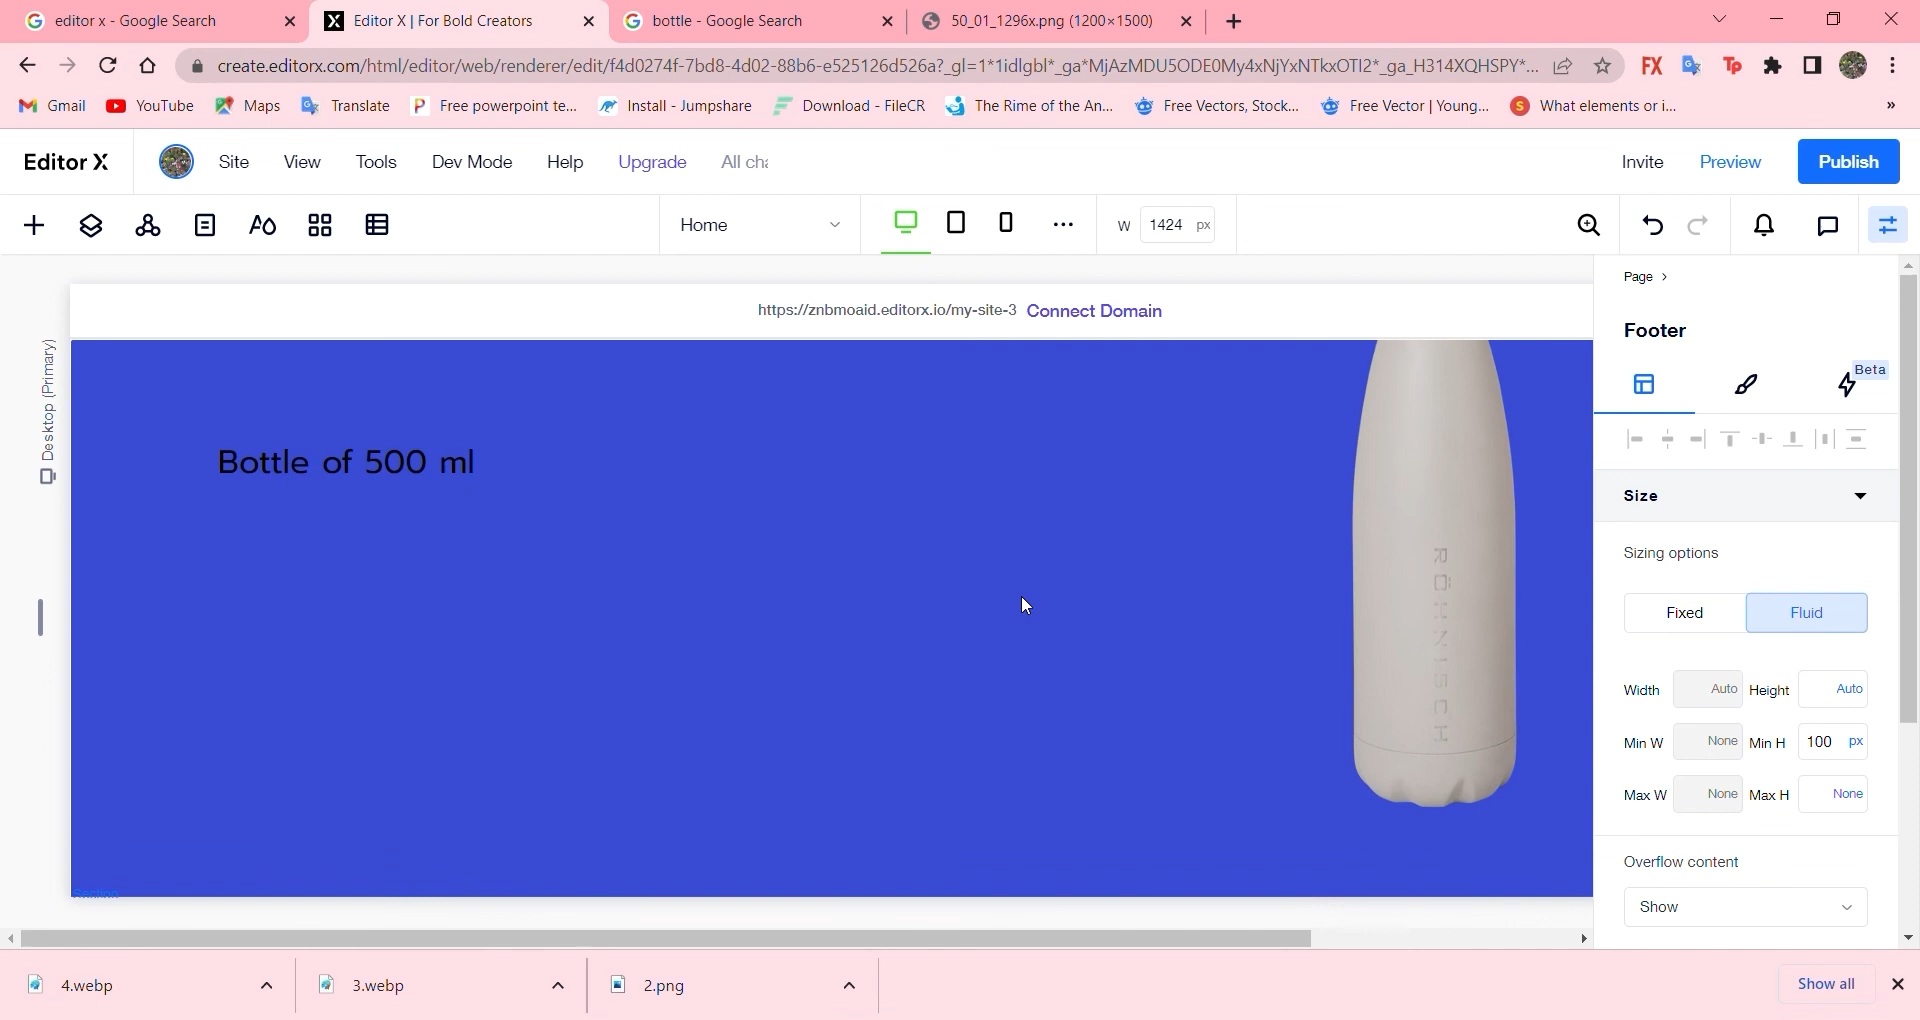 editor x - Google Search
Editor X | For Bold Creators
bottle - Google Search
50_01_1296x.png (1200×1500)
create.editorx.com/html/editor/web/renderer/edit/f4d0274f-7bd8-4d02-88b6-e525126d526a?_gl=1*1idlgbl*_ga*MjAzMDU5ODE0My4xNjYxNTkxOTI2*_ga_H314XQHSPY*...
Gmail
YouTube
Maps
Translate
Free powerpoint te...
Install - Jumpshare
Download - FileCR
The Rime of the An...
Free Vectors, Stock...
Free Vector | Young...
What elements or i...
»
Editor X
Site
View
Tools
Dev Mode
Help
Upgrade
All cha
Invite
Preview
Publish
Home
W 1424 px
Page >
https://znbmoaid.editorx.io/my-site-3 Connect Domain
Footer
Beta
Desktop (Primary)
Bottle of 500 ml
RÖHNISCH
Size
Sizing options
Fixed
Fluid
Width Auto Height Auto
Min W None Min H 100 px
Max W None Max H None
Overflow content
Show
Section
4.webp
3.webp
2.png
Show all